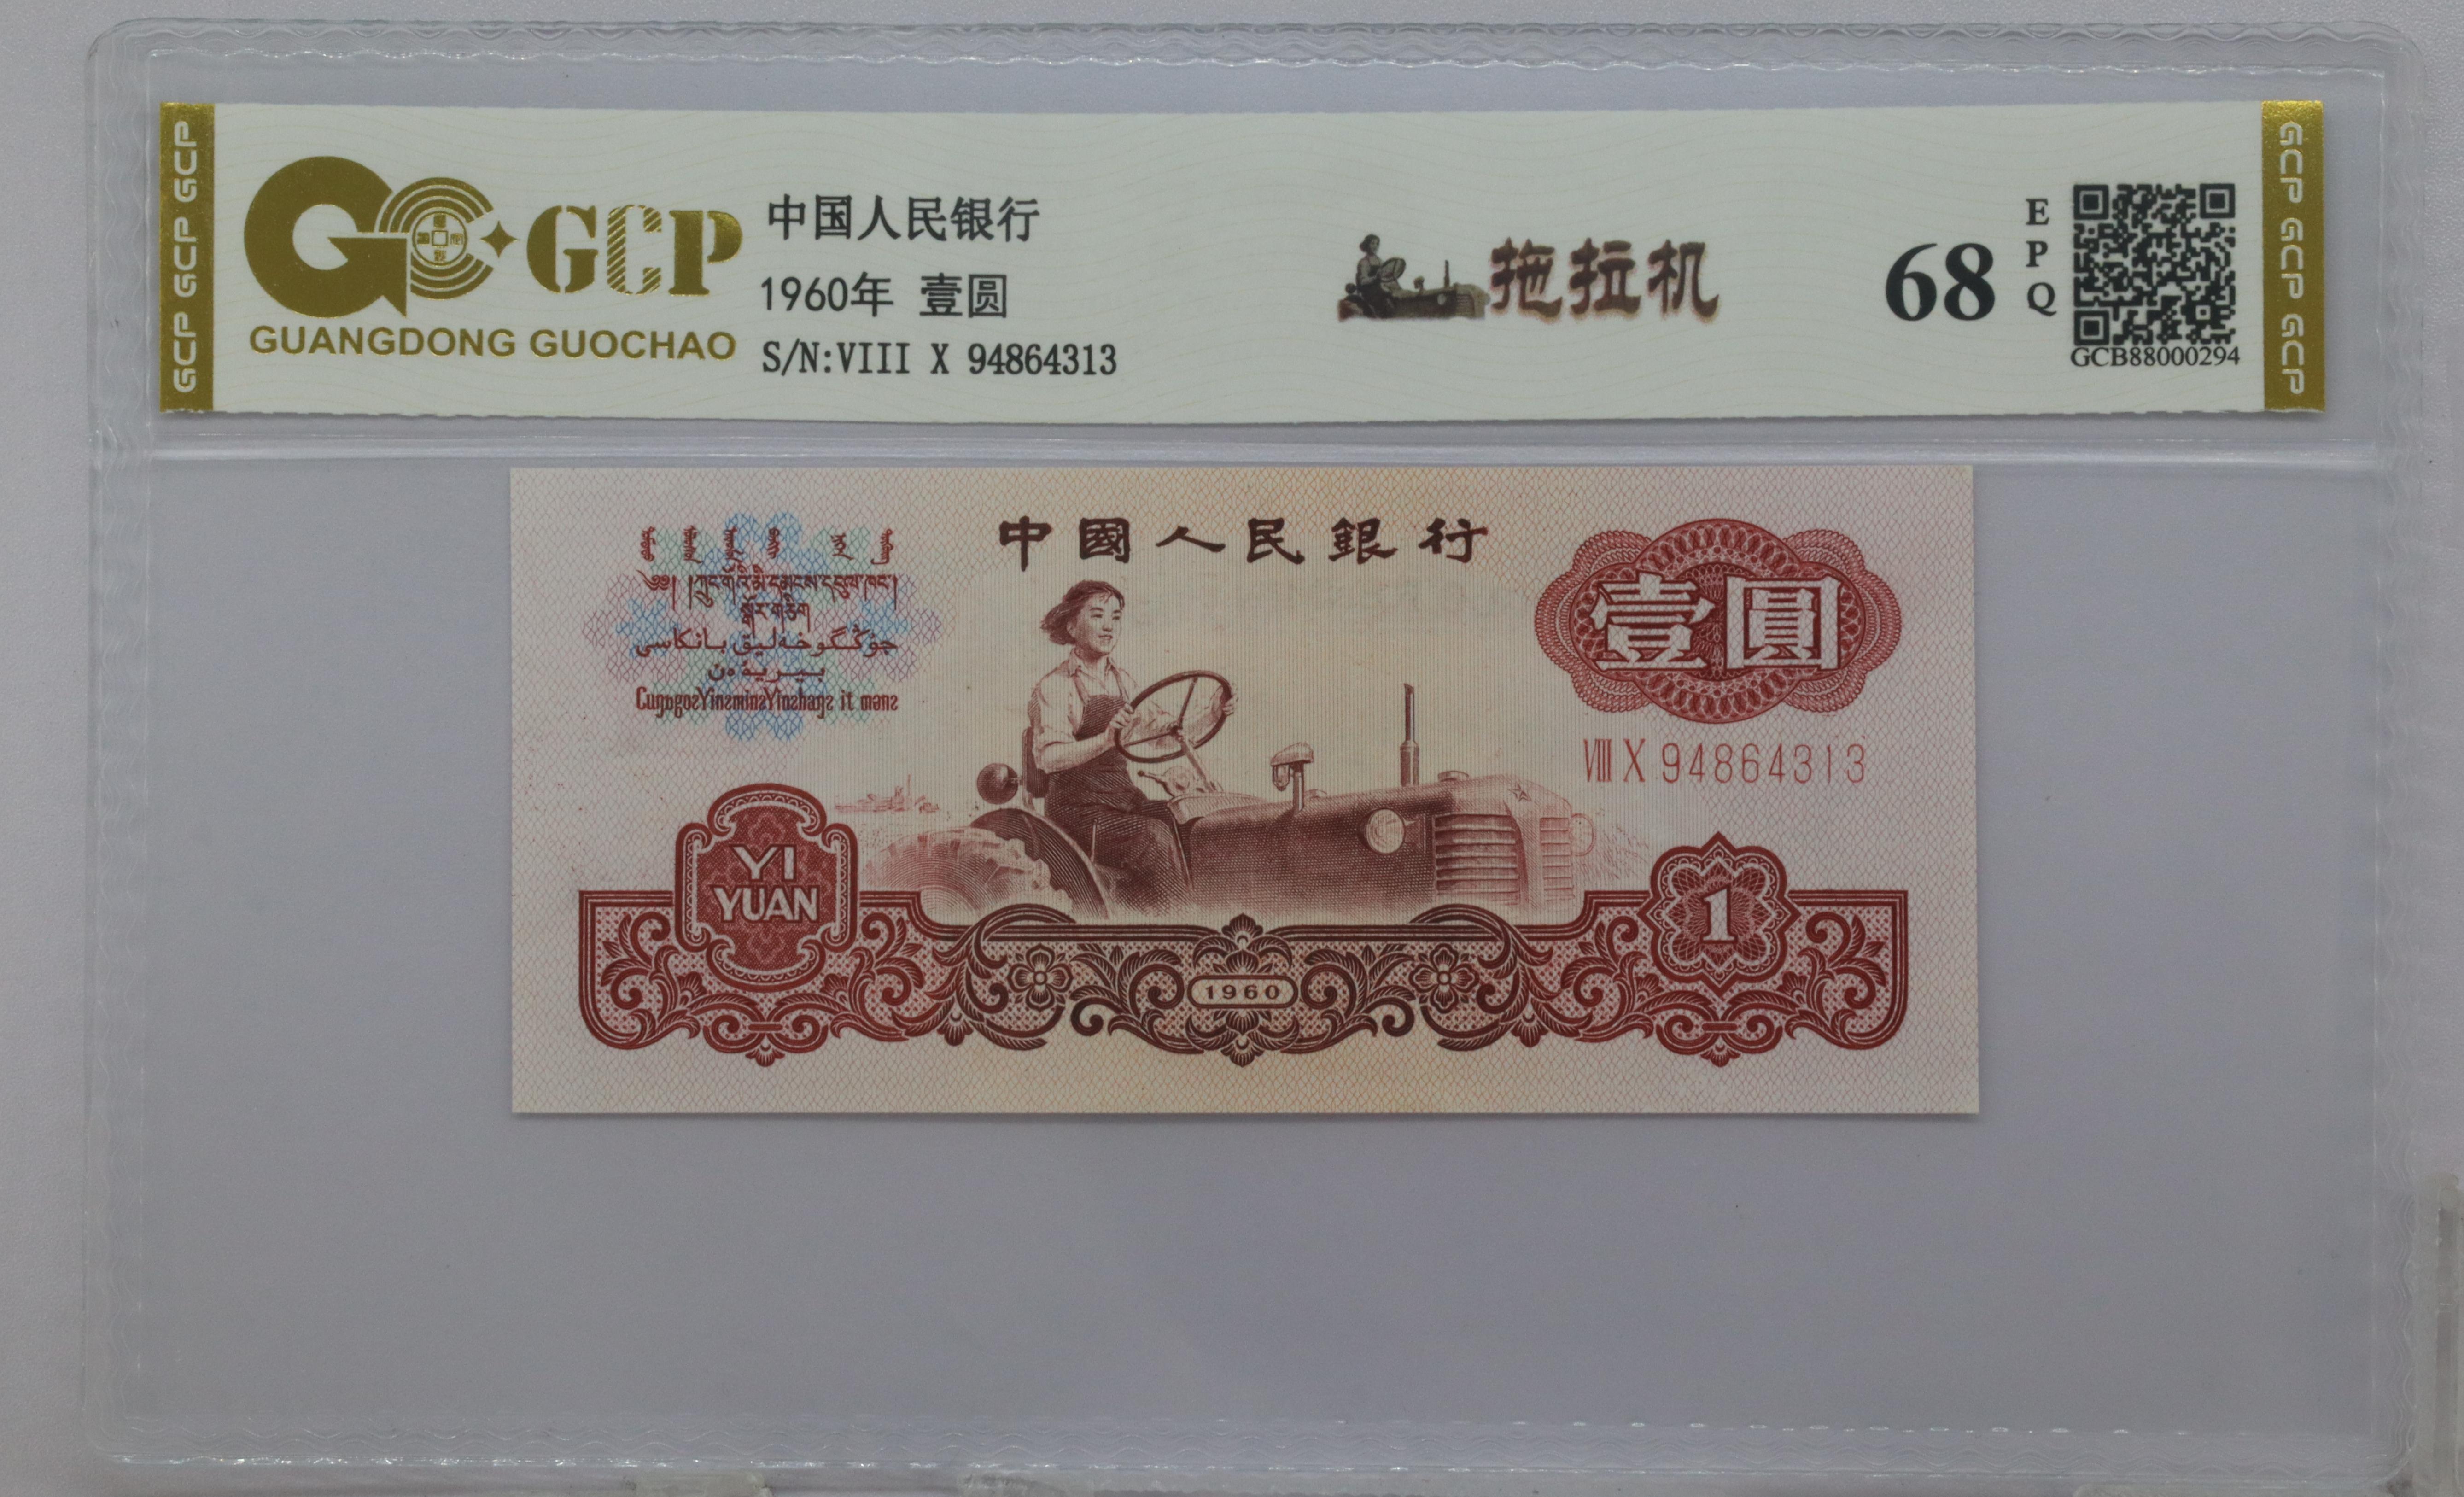 GCP GCP GCP
GCP
GUANGDONG GUOCHAO
中国人民银行
1960年 壹圆
S/N:VIII X 94864313
拖拉机
68
EPQ
GCB88000294
GCP GCP GCP
中國人民銀行
壹圓
VIII X 94864313
YI
YUAN
1960
1